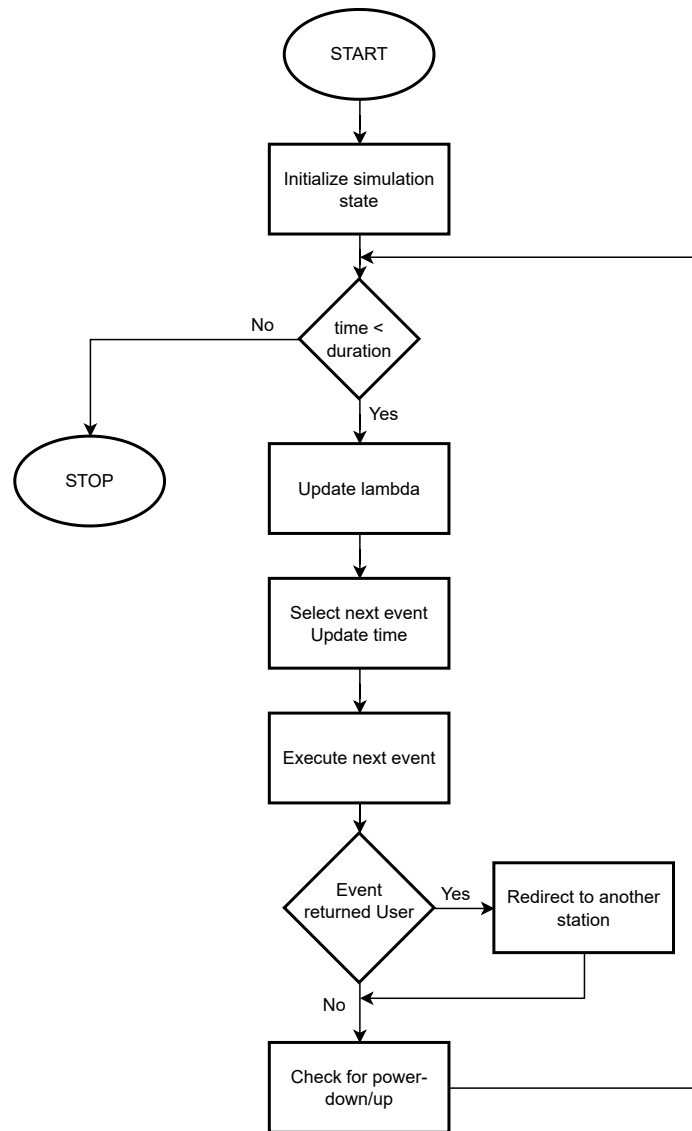 START
Initialize simulation
state
time <
duration
No
Yes
STOP
Update lambda
Select next event
Update time
Execute next event
Event
returned User
Yes
Redirect to another
station
No
Check for power-
down/up